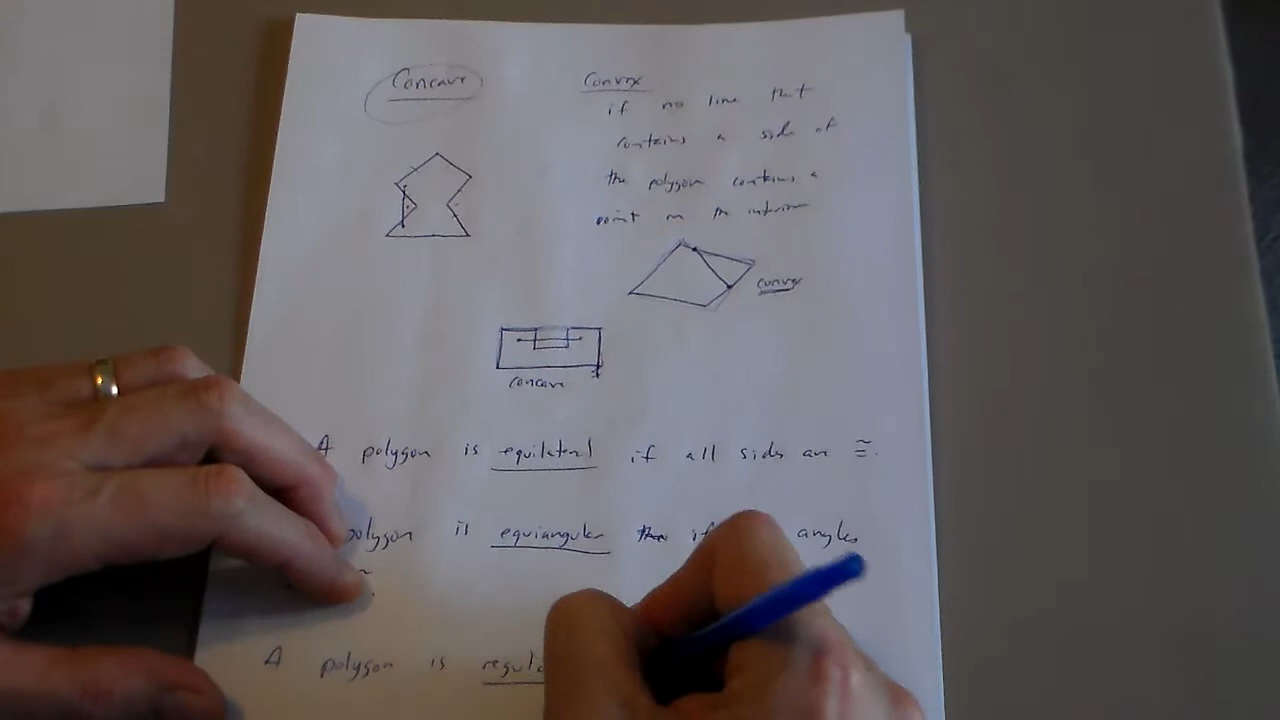 Concave
Convex
if no line that
contains a side of
the polygon contains a
point in the interior
convex
concave
A polygon is equilateral if all sides are ≅.
polygon is equiangular if angles
≅.
A polygon is